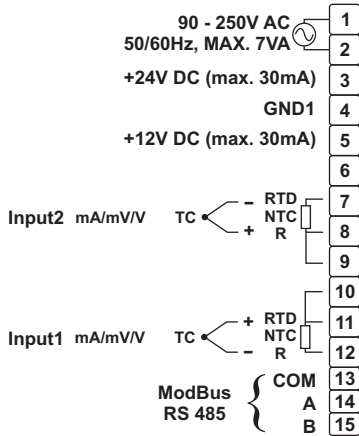 90 - 250V AC 1
50/60Hz, MAX. 7VA 2
+24V DC (max. 30mA) 3
GND1 4
+12V DC (max. 30mA) 5
6
– RTD 7
Input2 mA/mV/V TC NTC
+ R 8
9
10
+ RTD 11
Input1 mA/mV/V TC NTC
– R 12
COM 13
ModBus A 14
RS 485 B 15